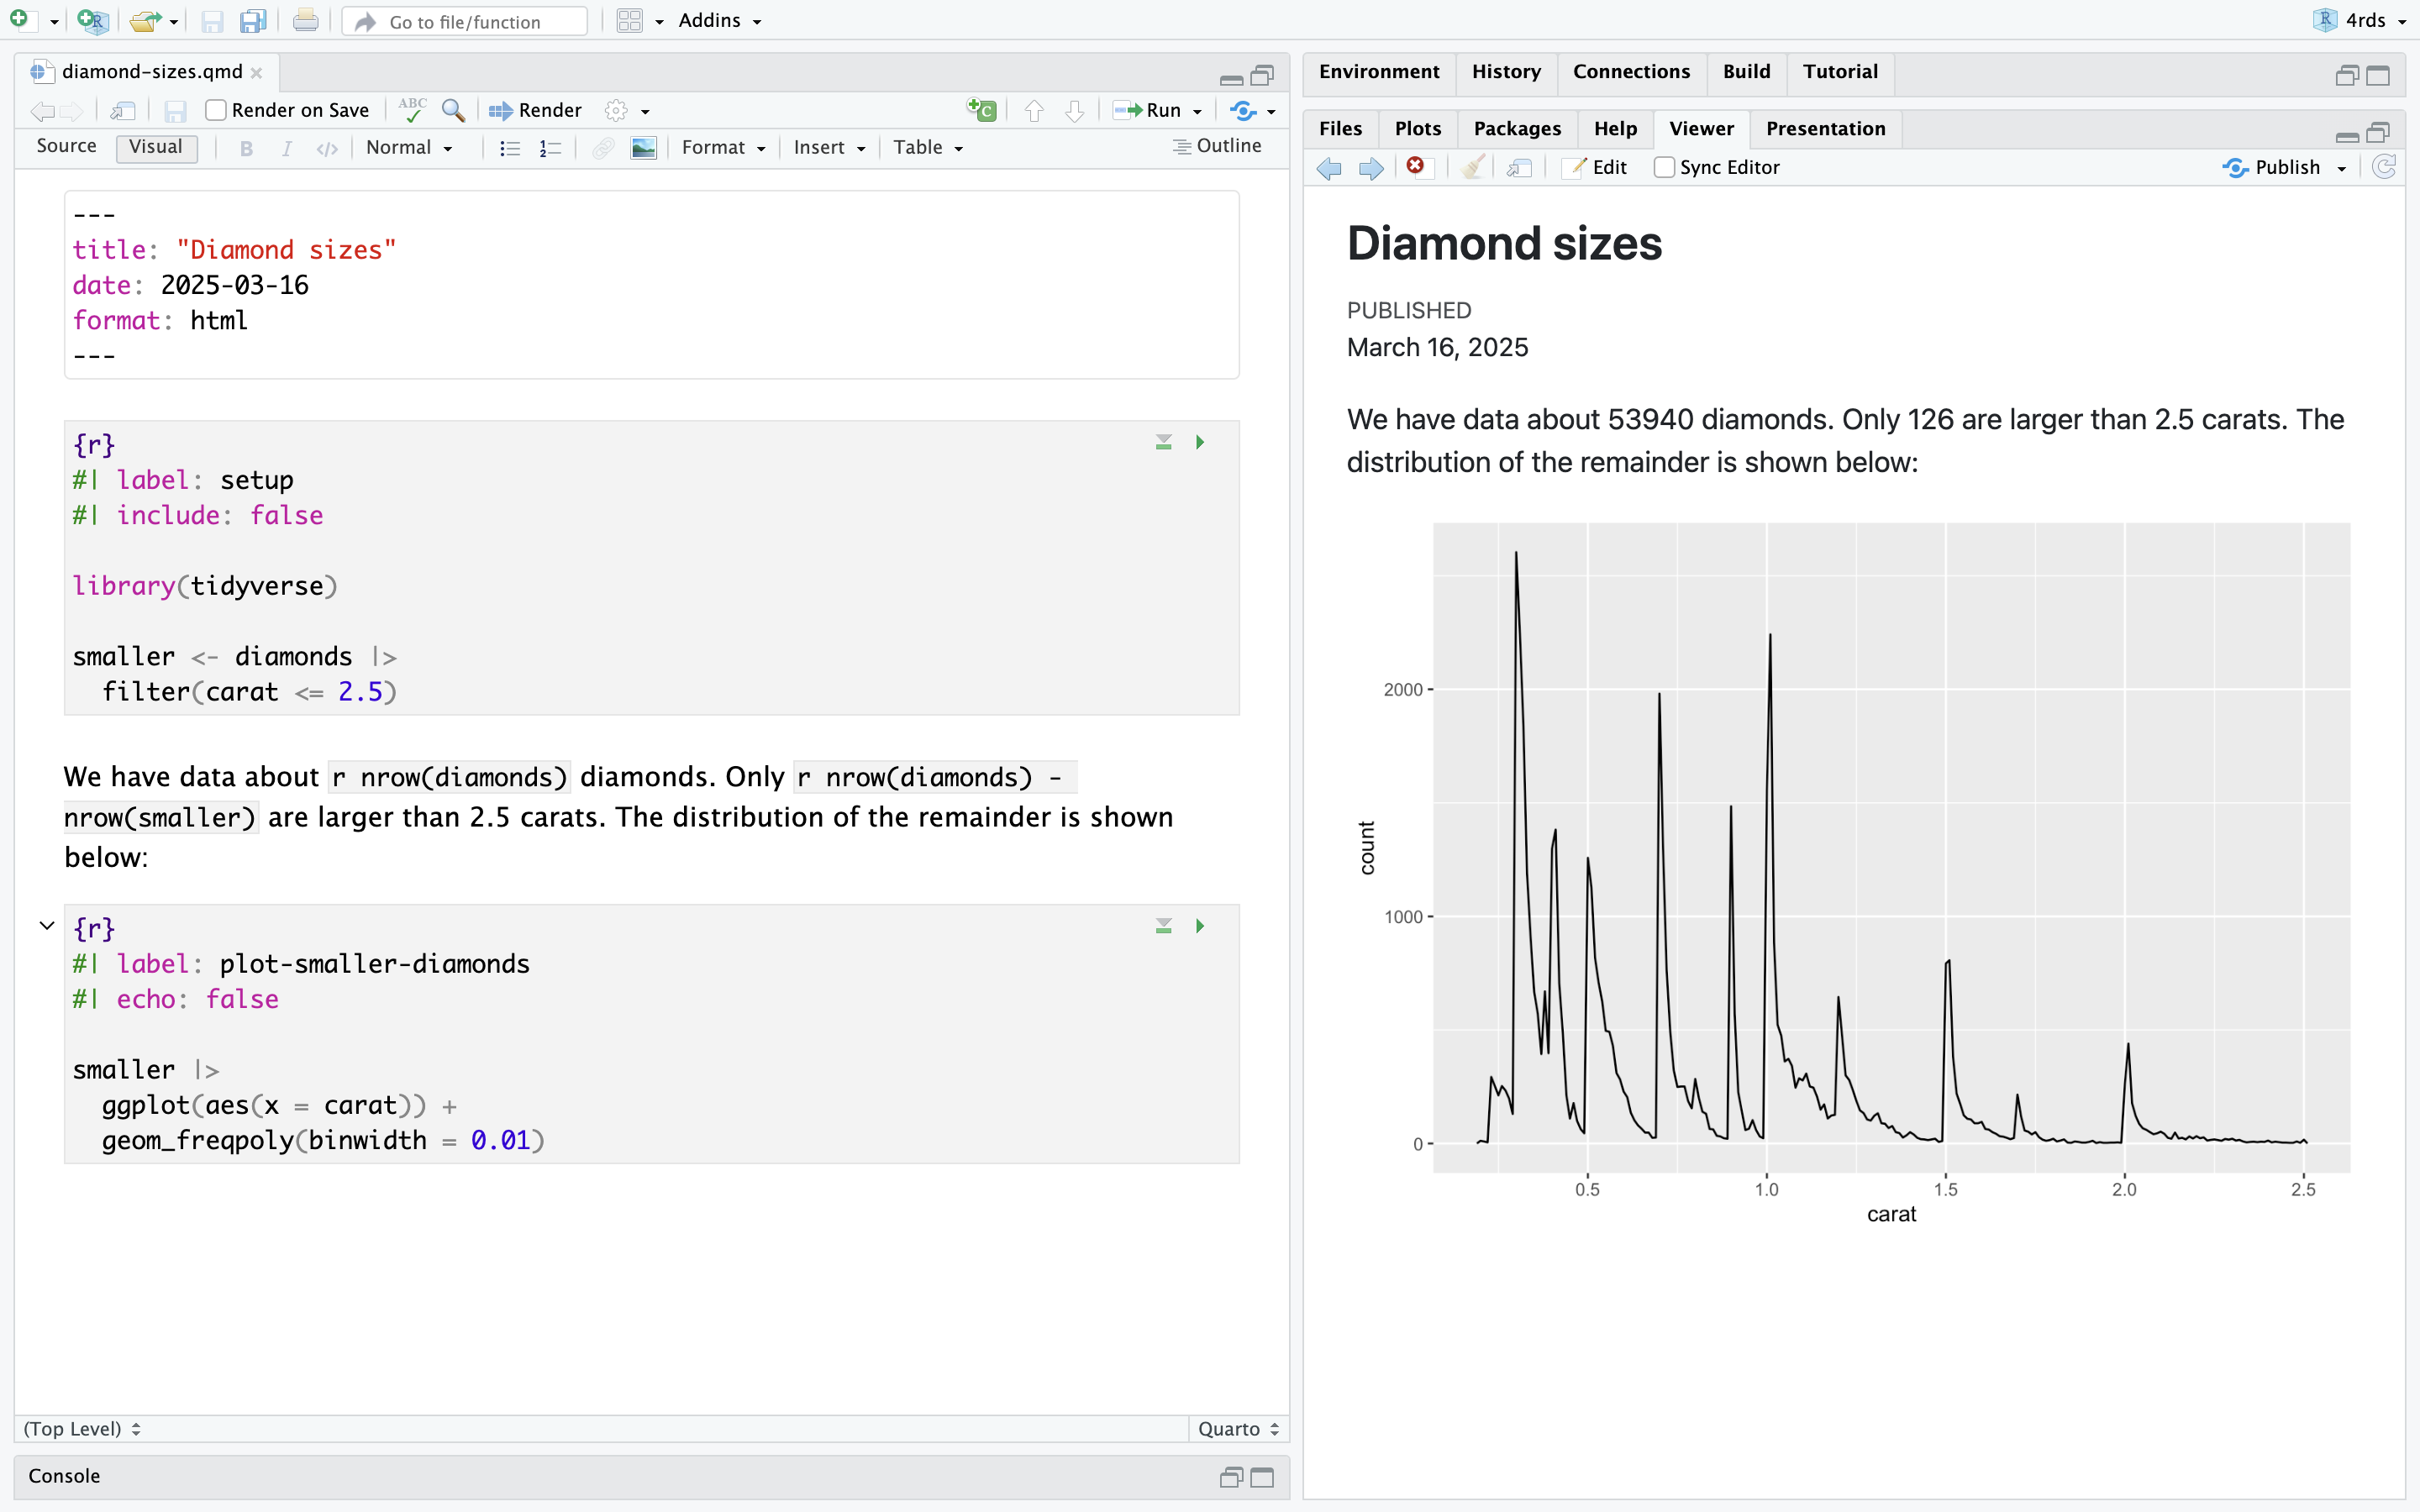 Go to file/function
Addins
4rds
diamond-sizes.qmd
Render on Save
ABC
Render
C
Run
Source
Visual
B
I
</>
Normal
Format
Insert
Table
Outline
---
title: "Diamond sizes"
date: 2025-03-16
format: html
---
{r}
#| label: setup
#| include: false
library(tidyverse)
smaller <- diamonds |>
filter(carat <= 2.5)
We have data about r nrow(diamonds) diamonds. Only r nrow(diamonds) -
nrow(smaller) are larger than 2.5 carats. The distribution of the remainder is shown
below:
{r}
#| label: plot-smaller-diamonds
#| echo: false
smaller |>
ggplot(aes(x = carat)) +
geom_freqpoly(binwidth = 0.01)
(Top Level)
Quarto
Console
Environment
History
Connections
Build
Tutorial
Files
Plots
Packages
Help
Viewer
Presentation
Edit
Sync Editor
Publish
Diamond sizes
PUBLISHED
March 16, 2025
We have data about 53940 diamonds. Only 126 are larger than 2.5 carats. The
distribution of the remainder is shown below:
2000
1000
0
count
0.5
1.0
1.5
2.0
2.5
carat